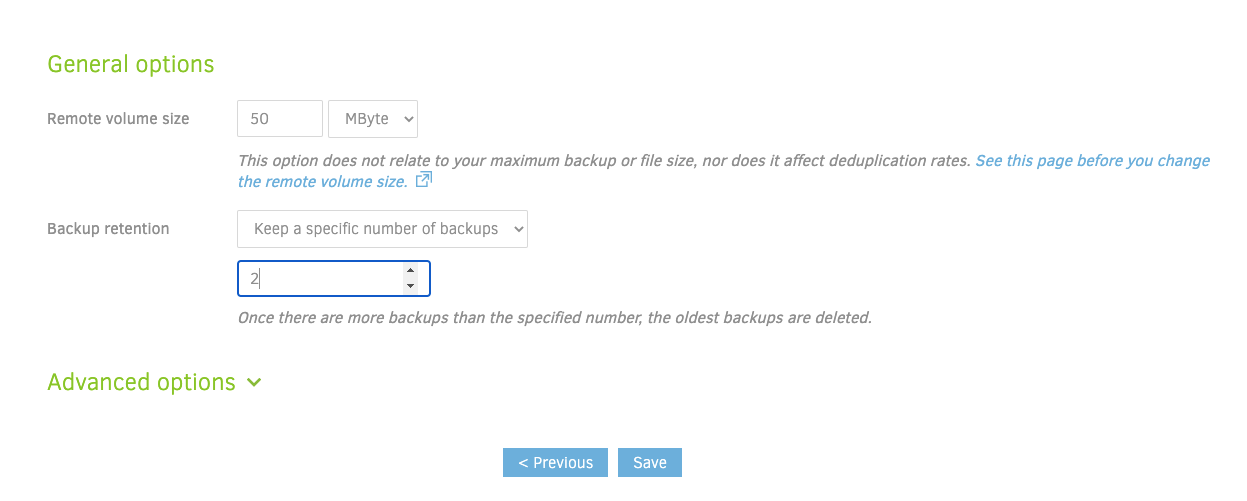 General options
Remote volume size 50 MByte
This option does not relate to your maximum backup or file size, nor does it affect deduplication rates. See this page before you change
the remote volume size.
Backup retention Keep a specific number of backups
2
Once there are more backups than the specified number, the oldest backups are deleted.
Advanced options
< Previous Save